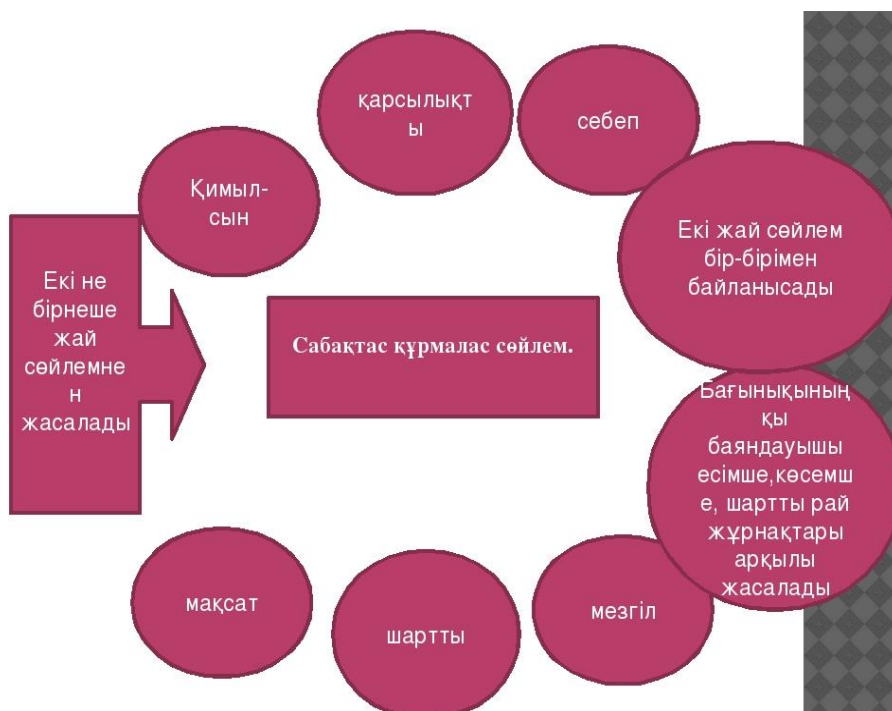 қарсылықт
ы
себеп
Қимыл-
сын
Екі жай сөйлем
бір-бірімен
байланысады
Екі не
бірнеше
жай
сөйлемне
н
жасалады
Сабақтас құрмалас сөйлем.
Бағынықының
қы
баяндауышы
есімше,көсемш
е, шартты рай
жұрнақтары
арқылы
жасалады
мақсат
шартты
мезгіл